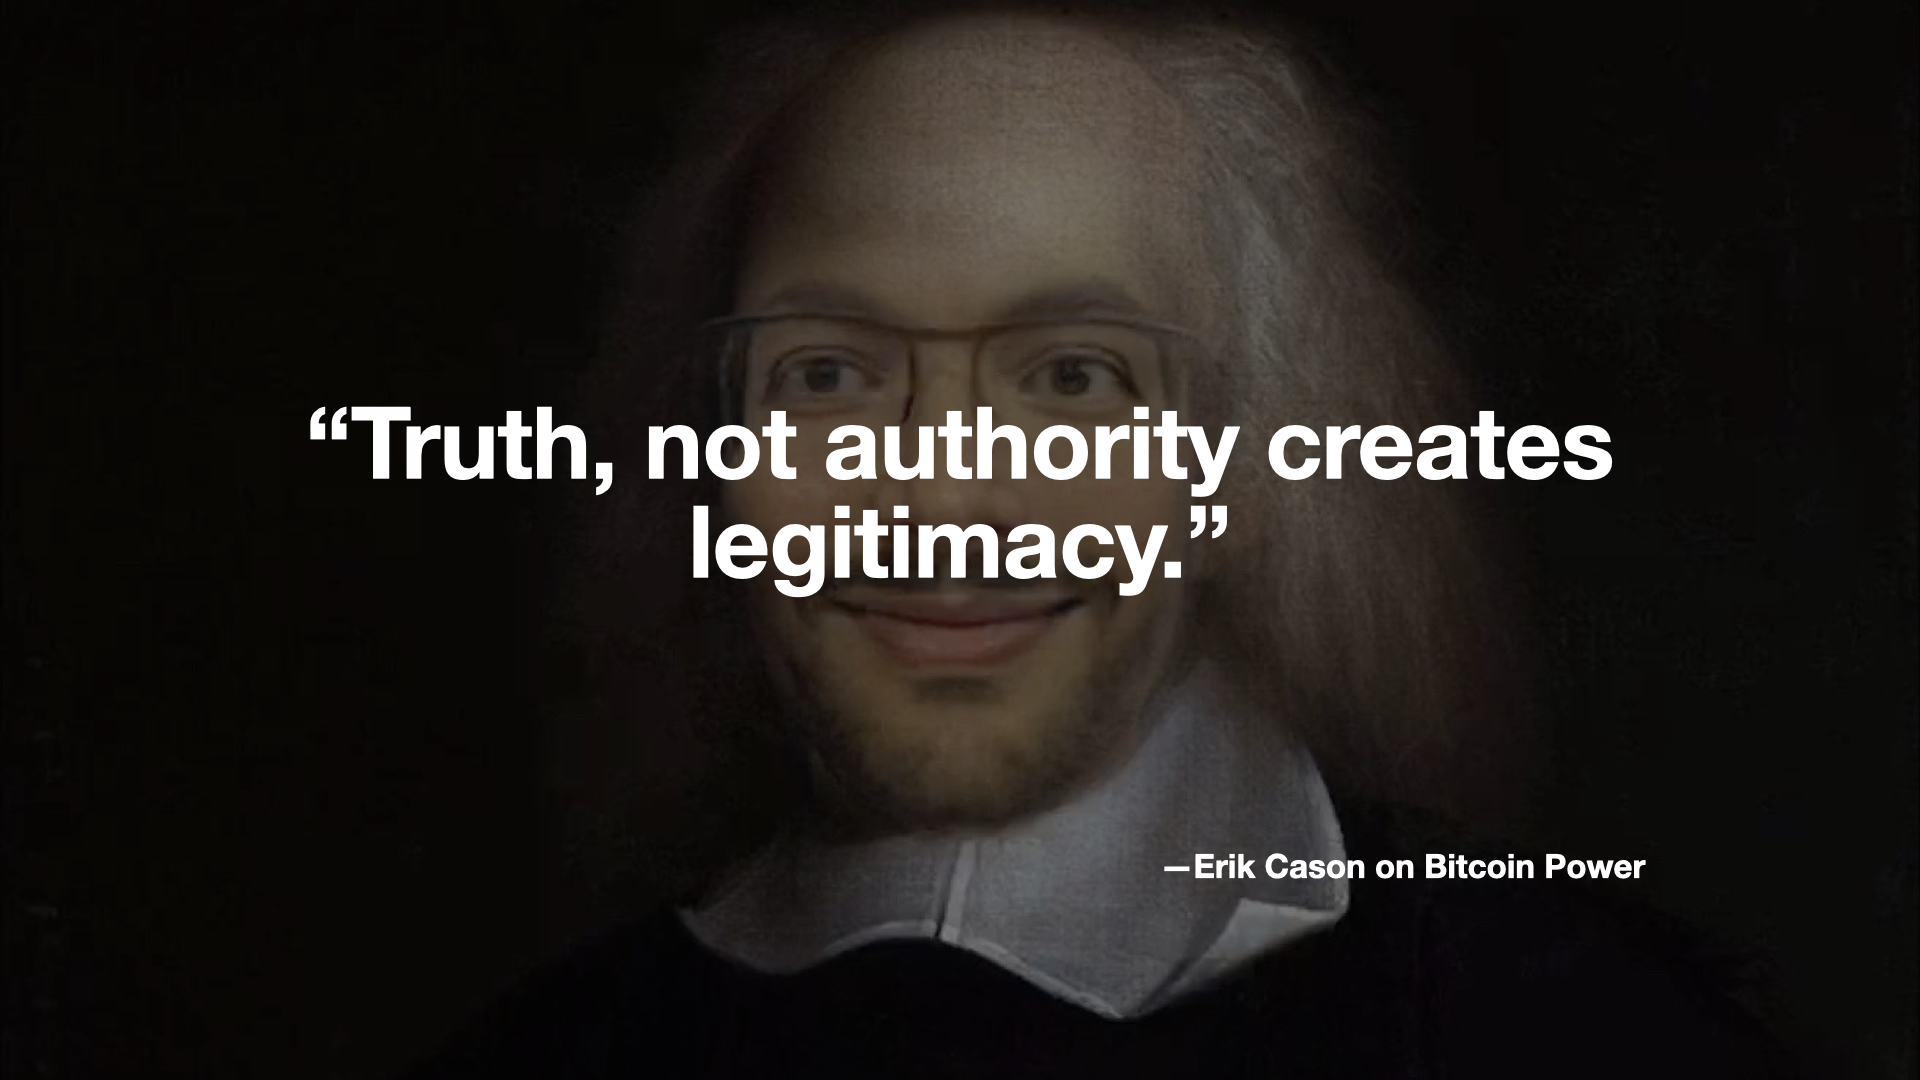 “Truth, not authority creates
legitimacy.”
—Erik Cason on Bitcoin Power